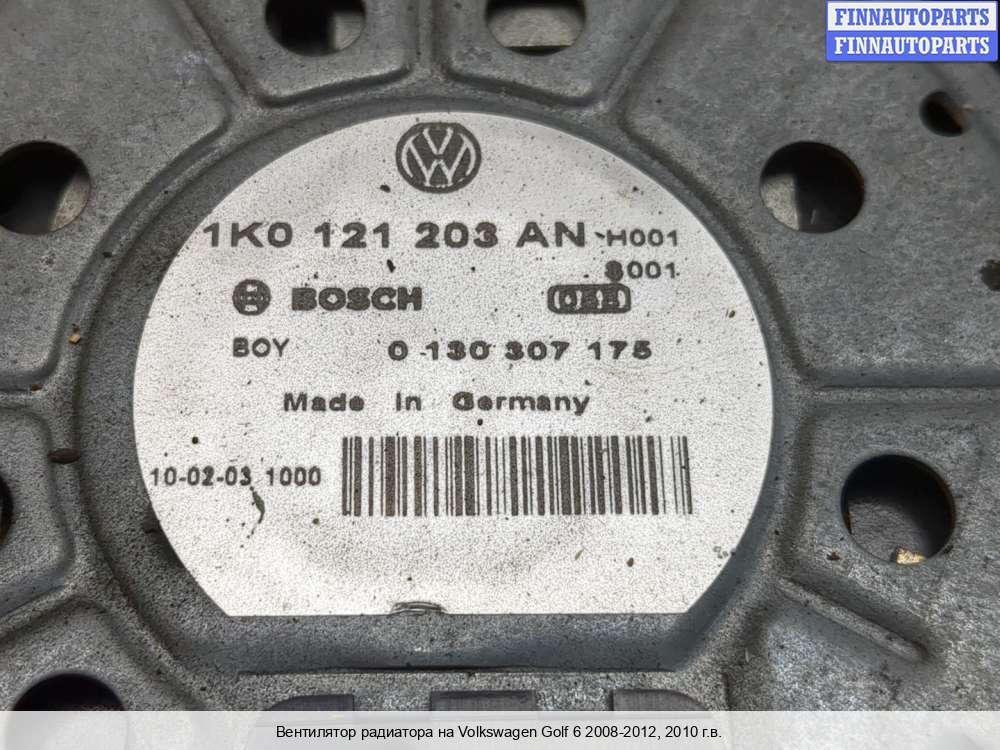 FINNAUTOPARTS
FINNAUTOPARTS
1K0 121 203 AN H001
S001
BOSCH
BOY 0 130 307 175
Made In Germany
10-02-03 1000
Вентилятор радиатора на Volkswagen Golf 6 2008-2012, 2010 г.в.